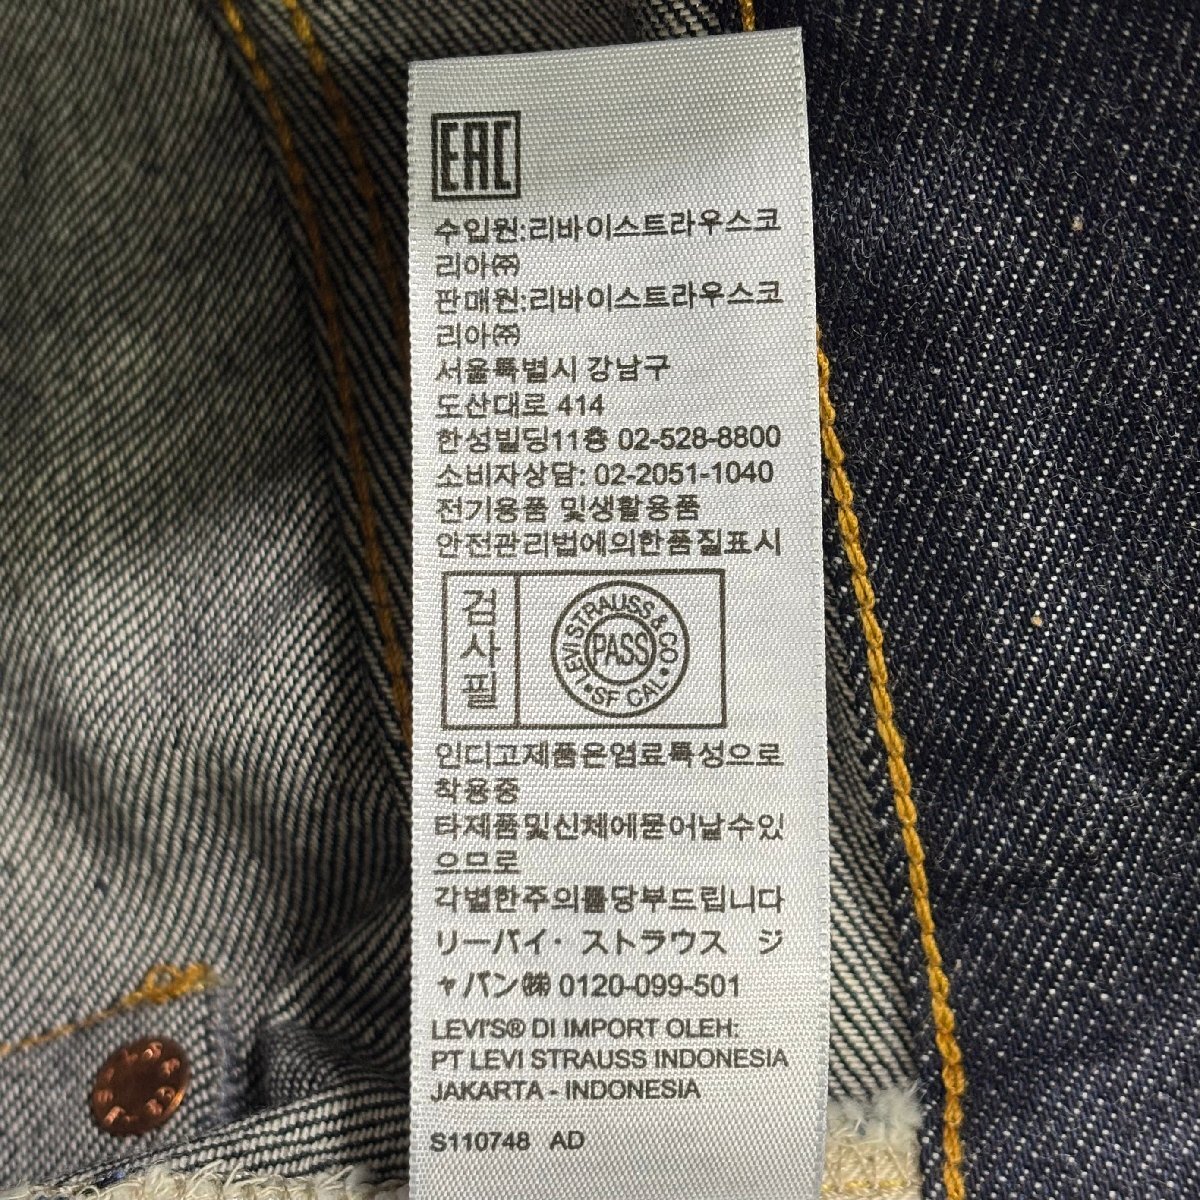 EAC
수입원:리바이스트라우스코
리아㈜
판매원:리바이스트라우스코
리아㈜
서울특별시 강남구
도산대로 414
한성빌딩11층 02-528-8800
소비자상담: 02-2051-1040
전기용품 및생활용품
안전관리법에의한품질표시
검사필
LEVI STRAUSS & CO
PASS
SF CAL
인디고제품은염료특성으로
착용중
타제품및신체에묻어날수있
으므로
각별한주의를당부드립니다
リーバイ・ストラウス ジ
ャパン㈱ 0120-099-501
LEVI'S® DI IMPORT OLEH:
PT LEVI STRAUSS INDONESIA
JAKARTA - INDONESIA
S110748 AD